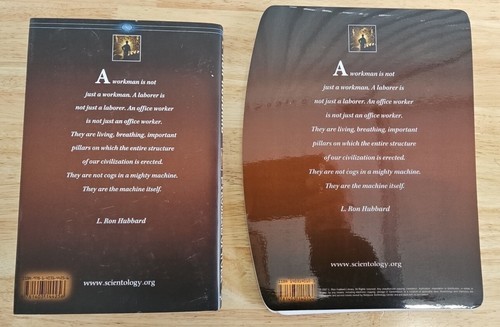 A workman is not
just a workman. A laborer is
not just a laborer. An office worker
is not just an office worker.
They are living, breathing, important
pillars on which the entire structure
of our civilization is erected.
They are not cogs in a mighty machine.
They are the machine itself.
L. Ron Hubbard
www.scientology.org
A workman is not
just a workman. A laborer is
not just a laborer. An office worker
is not just an office worker.
They are living, breathing, important
pillars on which the entire structure
of our civilization is erected.
They are not cogs in a mighty machine.
They are the machine itself.
L. Ron Hubbard
www.scientology.org